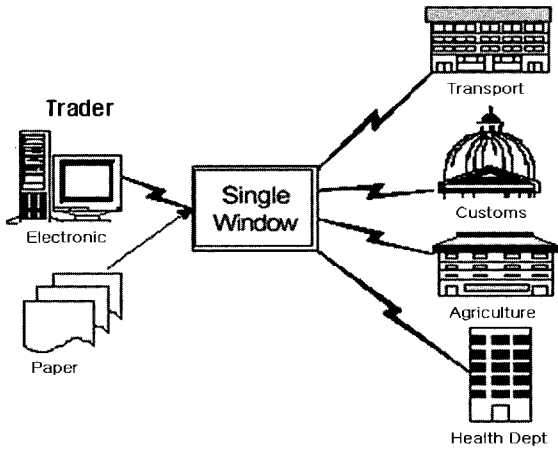 Trader
Electronic
Paper
Single
Window
Transport
Customs
Agriculture
Health Dept